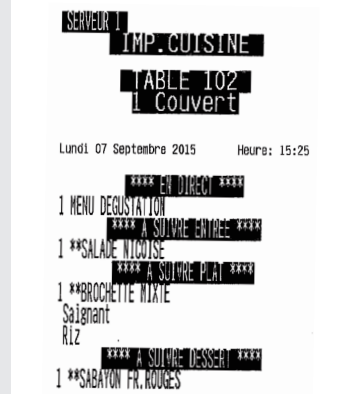 SERVEUR 1
IMP.CUISINE
TABLE 102
1 Couvert
Lundi 07 Septembre 2015 Heure: 15:25
**** EN DIRECT ****
1 MENU DEGUSTATION
**** A SUIVRE ENTREE ****
1 **SALADE NICOISE
**** A SUIVRE PLAT ****
1 **BROCHETTE MIXTE
Saignant
Riz
**** A SUIVRE DESSERT ****
1 **SABAYON FR.ROUGES